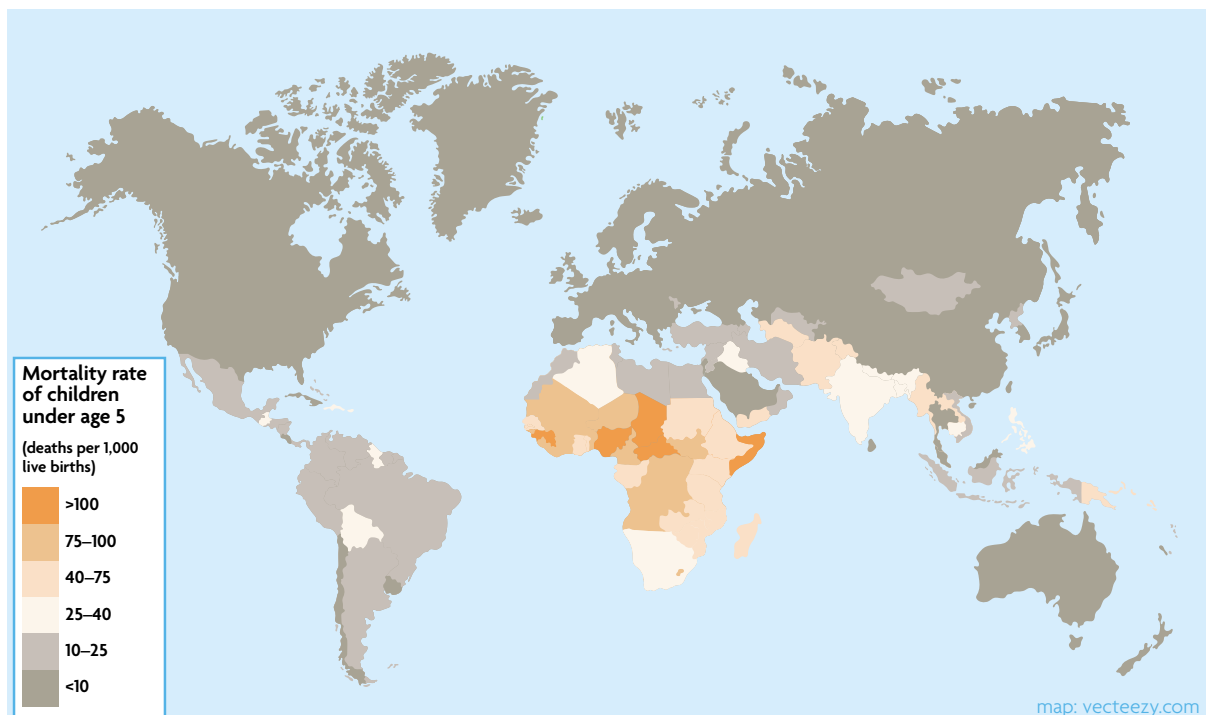 Mortality rate
of children
under age 5
(deaths per 1,000
live births)
>100
75–100
40–75
25–40
10–25
<10
map: vecteezy.com